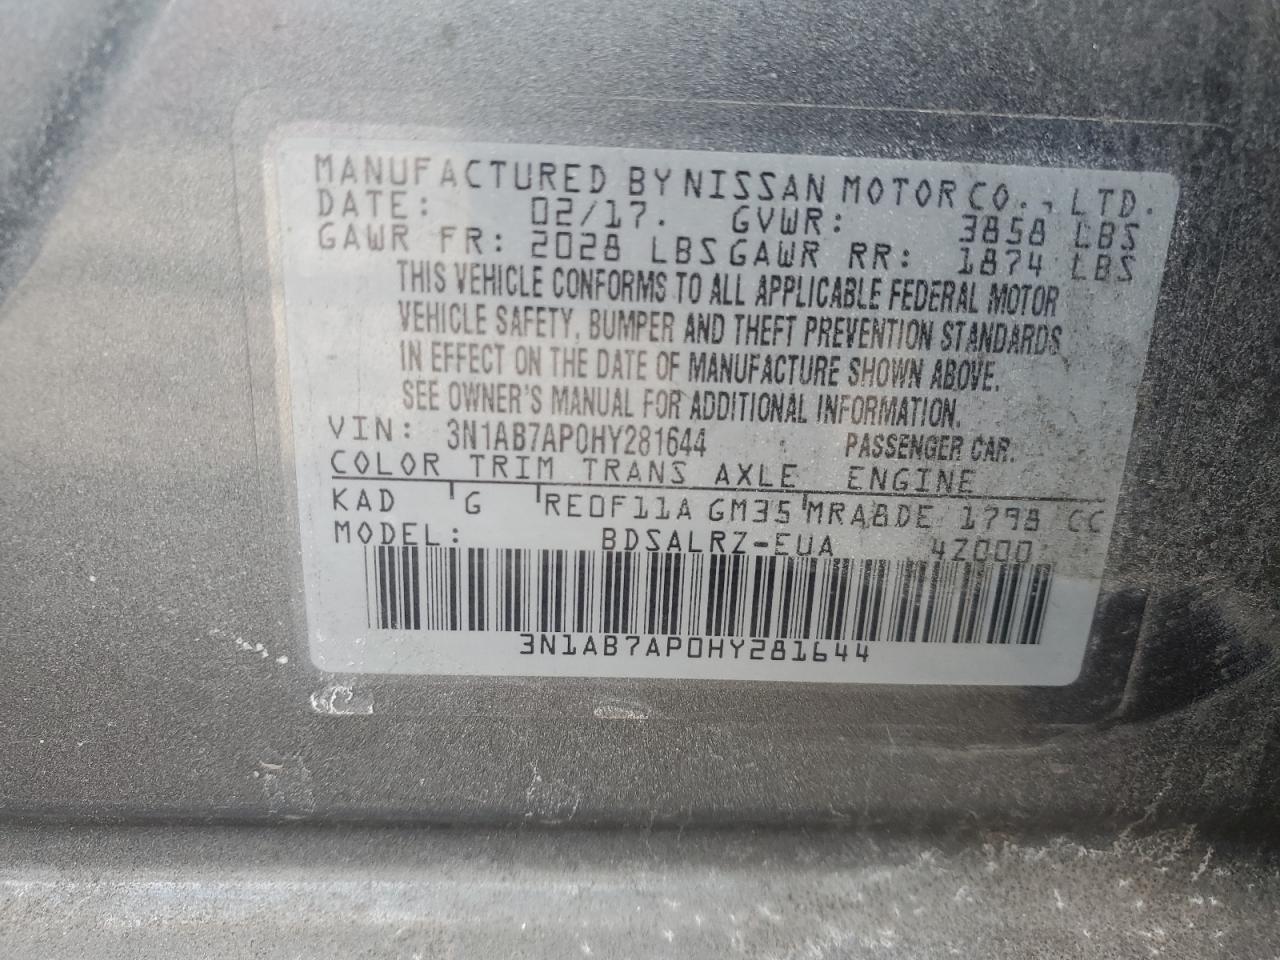 MANUFACTURED BY NISSAN MOTOR CO., LTD.
DATE: 02/17. GVWR: 3858 LBS
GAWR FR: 2028 LBS GAWR RR: 1874 LBS
THIS VEHICLE CONFORMS TO ALL APPLICABLE FEDERAL MOTOR
VEHICLE SAFETY, BUMPER AND THEFT PREVENTION STANDARDS
IN EFFECT ON THE DATE OF MANUFACTURE SHOWN ABOVE.
SEE OWNER'S MANUAL FOR ADDITIONAL INFORMATION.
VIN: 3N1AB7AP0HY281644 PASSENGER CAR.
COLOR TRIM TRANS AXLE ENGINE
KAD G RE0F11A GM35 MRA8DE 1798 CC
MODEL: BDSALRZ-EUA 4Z000
3N1AB7AP0HY281644